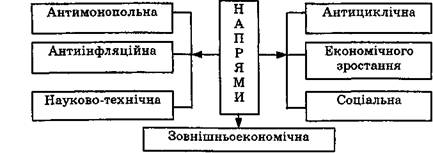 Антимонопольна
Антиінфляційна
Науково-технічна
НАПРЯМИ
Антициклічна
Економічного
зростання
Соціальна
Зовнішньоекономічна